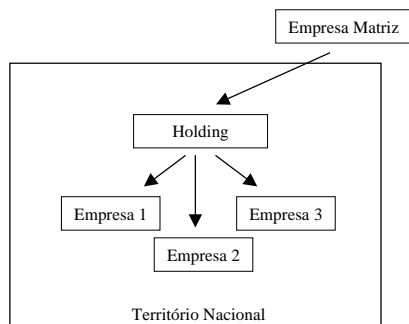 Empresa Matriz
Holding
Empresa 1
Empresa 3
Empresa 2
Território Nacional